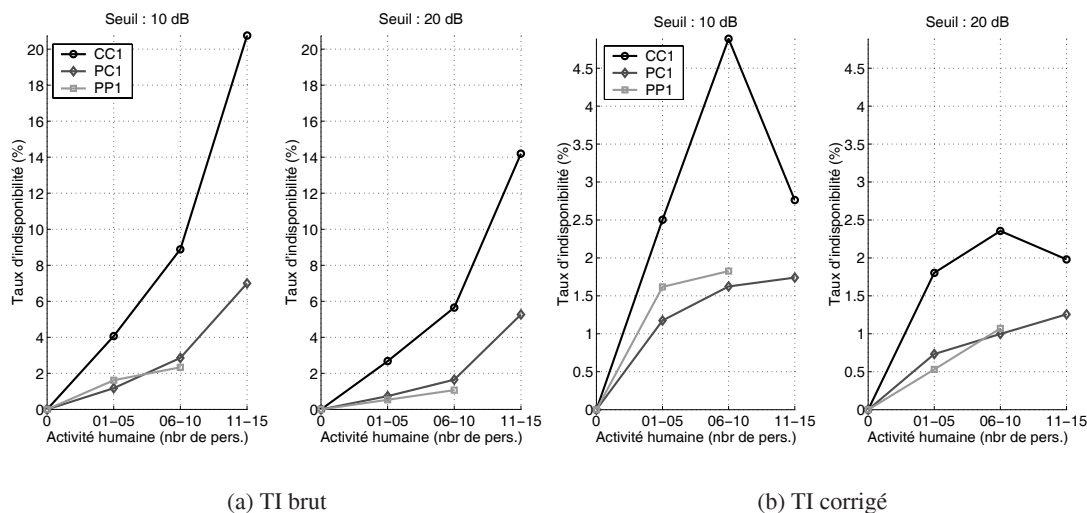 Seuil : 10 dB
20
18
16
14
12
10
8
6
4
2
0
Taux d'indisponibilité (%)
CC1
PC1
PP1
0 01−05 06−10 11−15
Activité humaine (nbr de pers.)
Seuil : 20 dB
20
18
16
14
12
10
8
6
4
2
0
Taux d'indisponibilité (%)
0 01−05 06−10 11−15
Activité humaine (nbr de pers.)
(a) TI brut
Seuil : 10 dB
4.5
4
3.5
3
2.5
2
1.5
1
0.5
0
Taux d'indisponibilité (%)
CC1
PC1
PP1
0 01−05 06−10 11−15
Activité humaine (nbr de pers.)
Seuil : 20 dB
4.5
4
3.5
3
2.5
2
1.5
1
0.5
0
Taux d'indisponibilité (%)
0 01−05 06−10 11−15
Activité humaine (nbr de pers.)
(b) TI corrigé